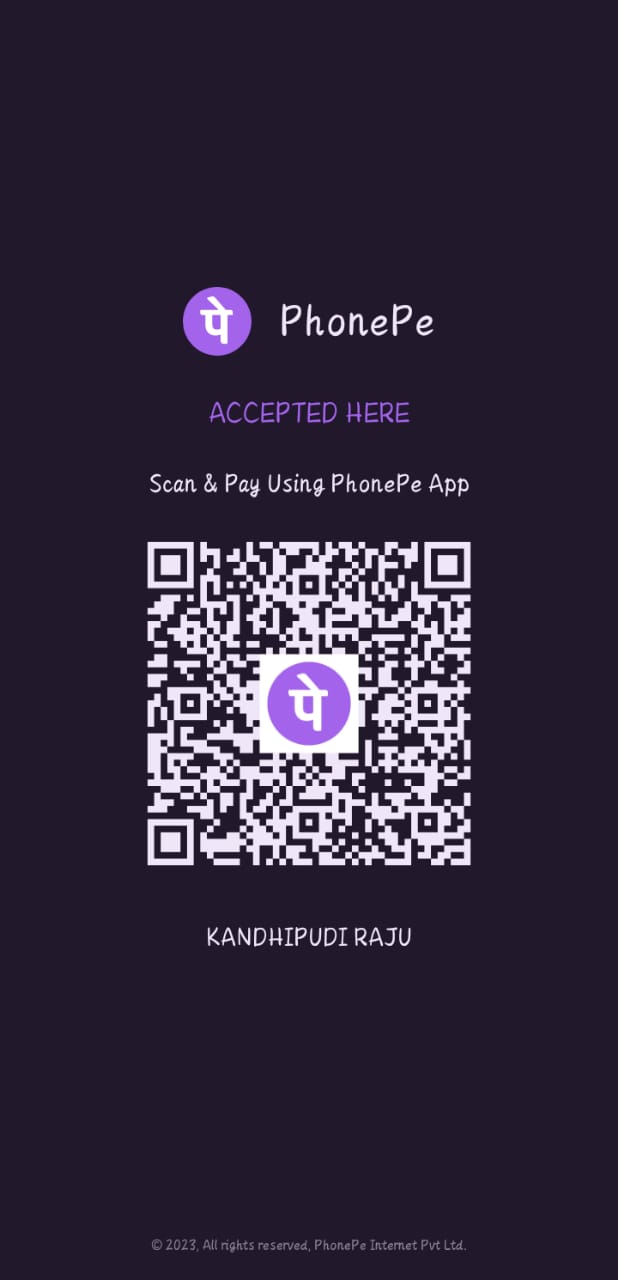 पे PhonePe
ACCEPTED HERE
Scan & Pay Using PhonePe App
पे
KANDHIPUDI RAJU
© 2023, All rights reserved, PhonePe Internet Pvt Ltd.